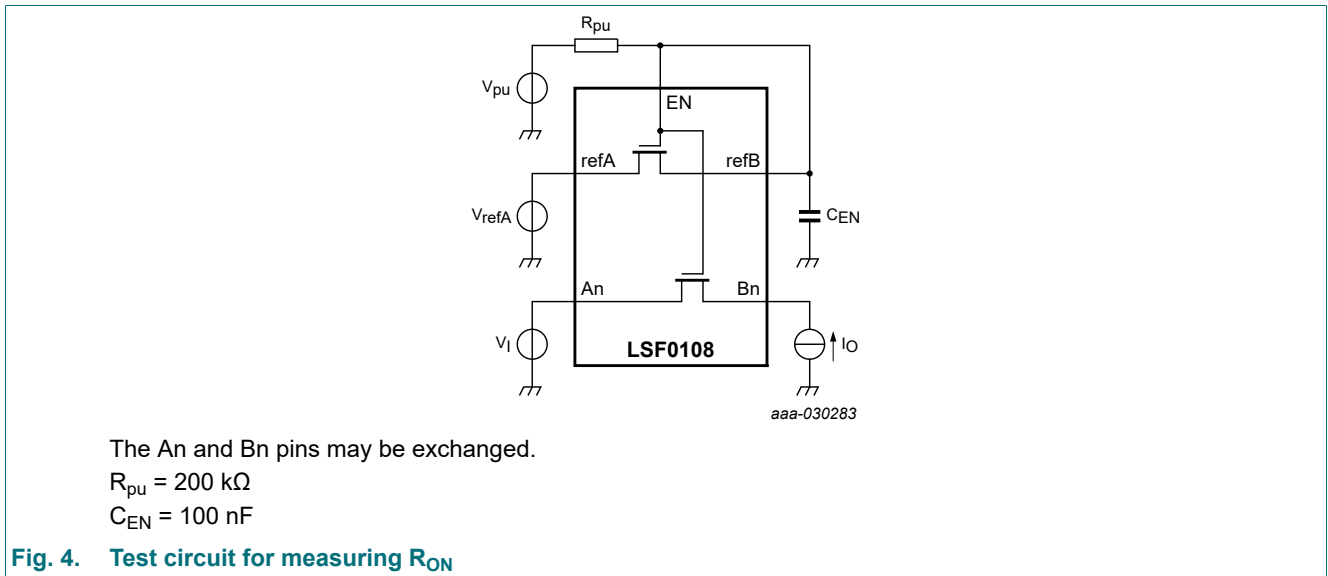 Rpu
Vpu
EN
refA
refB
VrefA
CEN
An
Bn
VI
LSF0108
IO
aaa-030283
The An and Bn pins may be exchanged.
Rpu = 200 kΩ
CEN = 100 nF
Fig. 4. Test circuit for measuring RON